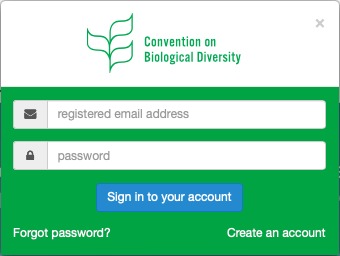 ×
Convention on
Biological Diversity
registered email address
password
Sign in to your account
Forgot password? Create an account